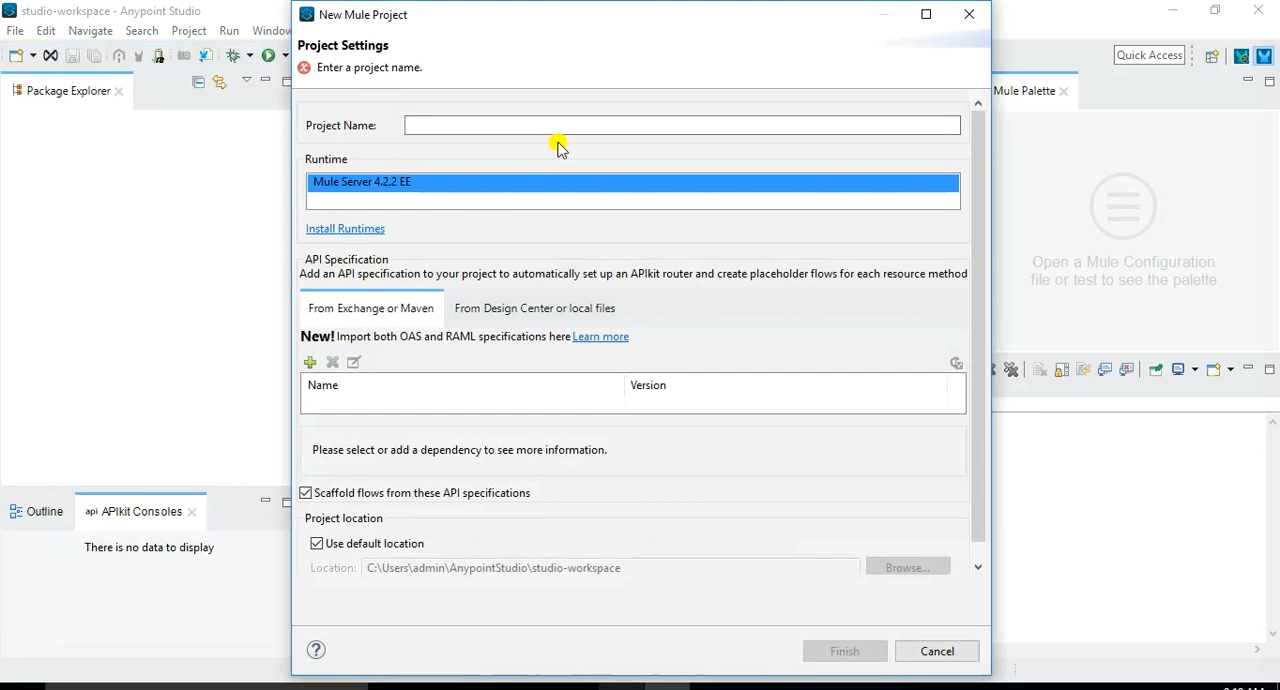 studio-workspace - Anypoint Studio
File Edit Navigate Search Project Run Window
Quick Access
Package Explorer
Mule Palette
Open a Mule Configuration
file or test to see the palette
Outline
api APIkit Consoles
There is no data to display
New Mule Project
Project Settings
Enter a project name.
Project Name:
Runtime
Mule Server 4.2.2 EE
Install Runtimes
API Specification
Add an API specification to your project to automatically set up an APIkit router and create placeholder flows for each resource method
From Exchange or Maven From Design Center or local files
New! Import both OAS and RAML specifications here Learn more
Name Version
Please select or add a dependency to see more information.
Scaffold flows from these API specifications
Project location
Use default location
Location: C:\Users\admin\AnypointStudio\studio-workspace Browse...
? Finish Cancel